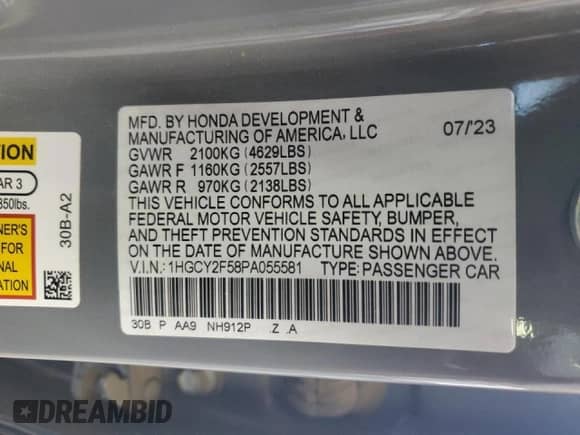 MFD. BY HONDA DEVELOPMENT &
MANUFACTURING OF AMERICA, LLC
07/'23
GVWR 2100KG (4629LBS)
GAWR F 1160KG (2557LBS)
GAWR R 970KG (2138LBS)
THIS VEHICLE CONFORMS TO ALL APPLICABLE
FEDERAL MOTOR VEHICLE SAFETY, BUMPER,
AND THEFT PREVENTION STANDARDS IN EFFECT
ON THE DATE OF MANUFACTURE SHOWN ABOVE.
V.I.N.: 1HGCY2F58PA055581 TYPE: PASSENGER CAR
30B P AA9 NH912P .Z .A
TION
AR 3
850lbs.
NER'S
FOR
NAL
ATION
30B-A2
DREAMBID